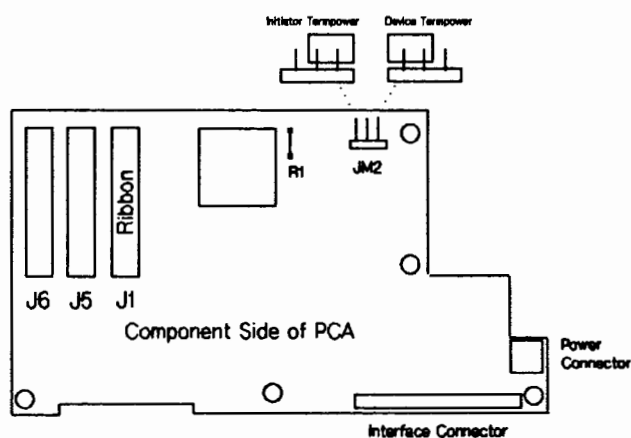 Initiator Termpower
Device Termpower
R1
JM2
Ribbon
J6
J5
J1
Component Side of PCA
Power
Connector
Interface Connector